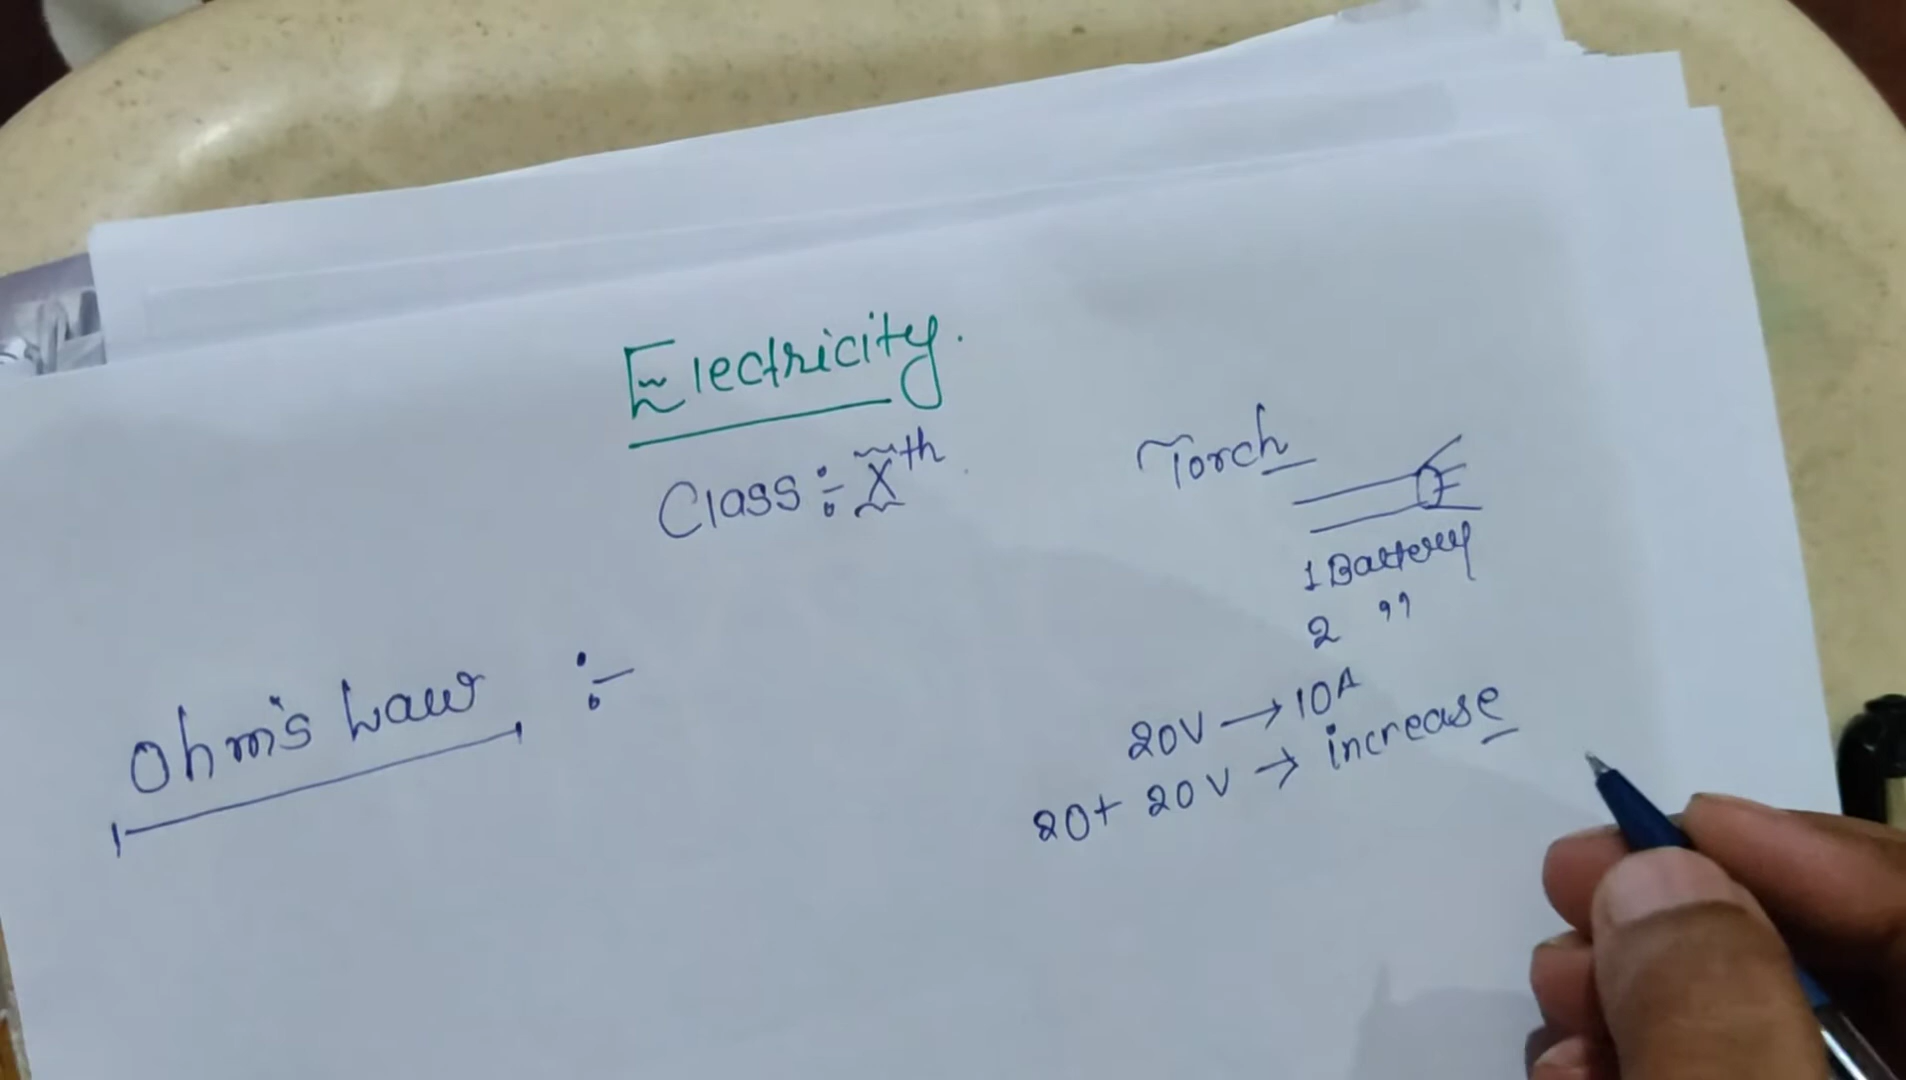 Electricity.
Class :- Xth
Torch
1 Battery
2 ,,
Ohm's Law :-
20V → 10A
20+ 20V → increase